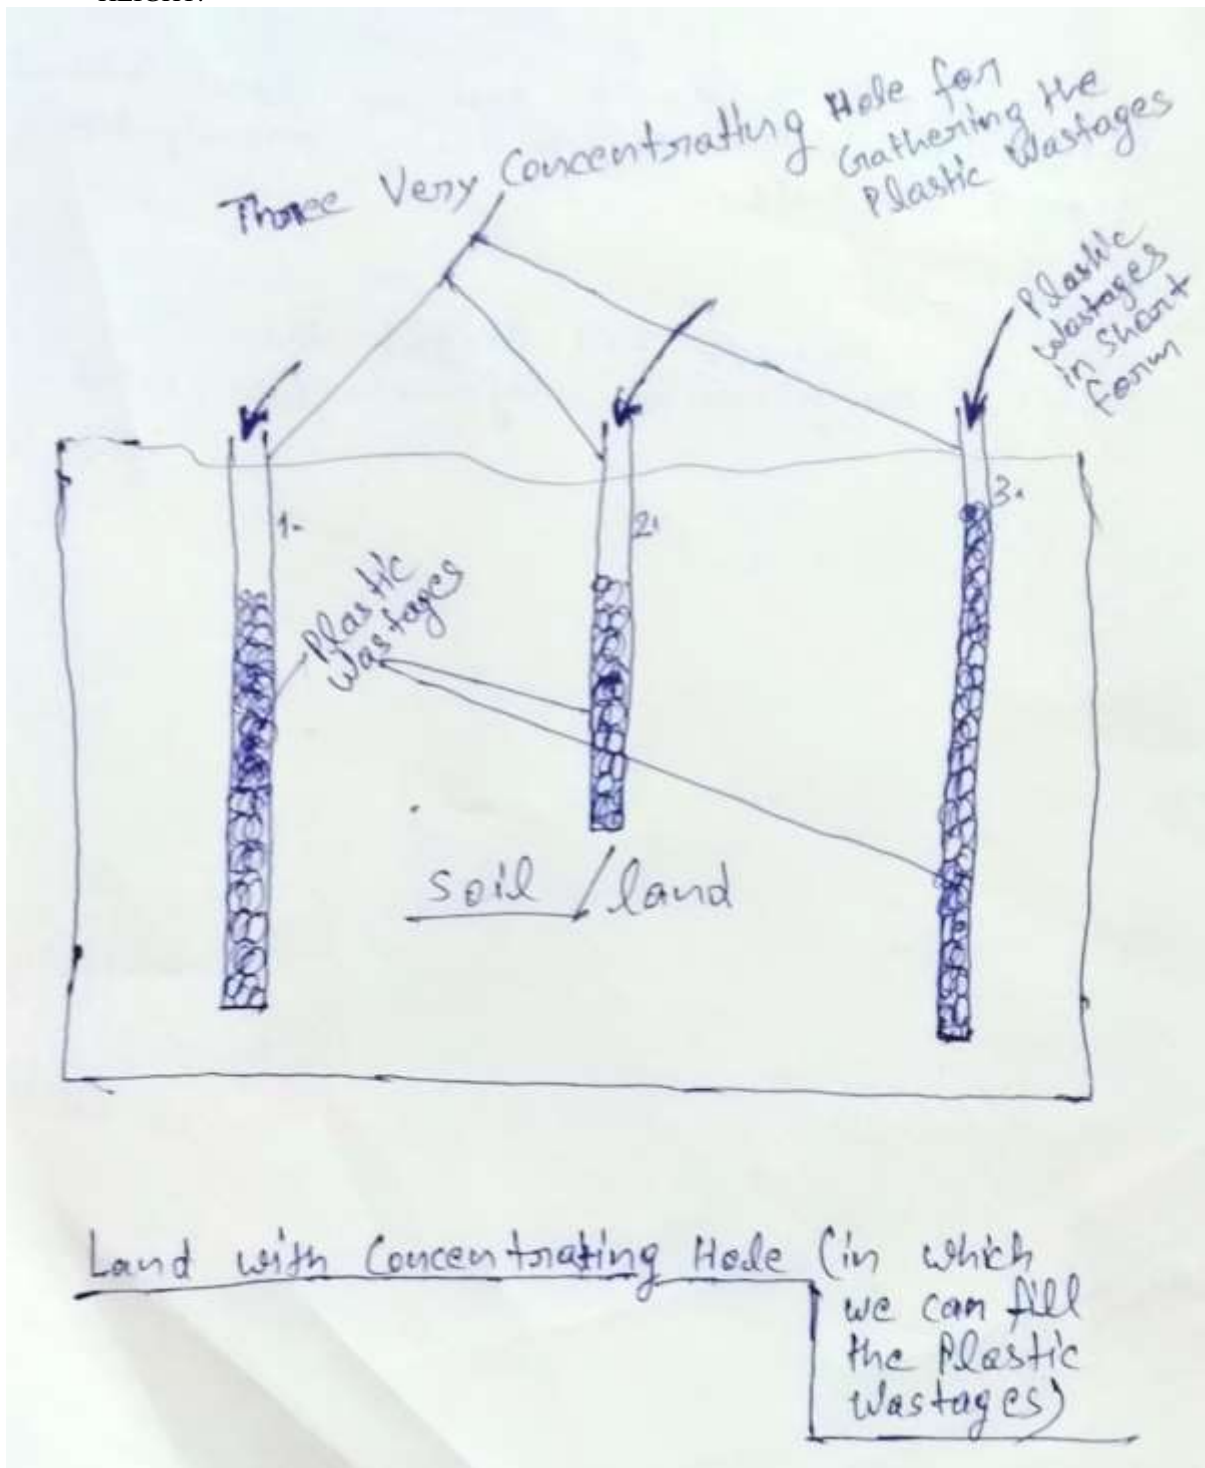 Three Very Concentratting Hole for
Gathering the
Plastic Wastages
Plastic
Wastages
in Short
form
1.
2.
3.
Plastic
Wastages
soil / land
Land with Concentrating Hole (in which
we can fill
the Plastic
Wastages)